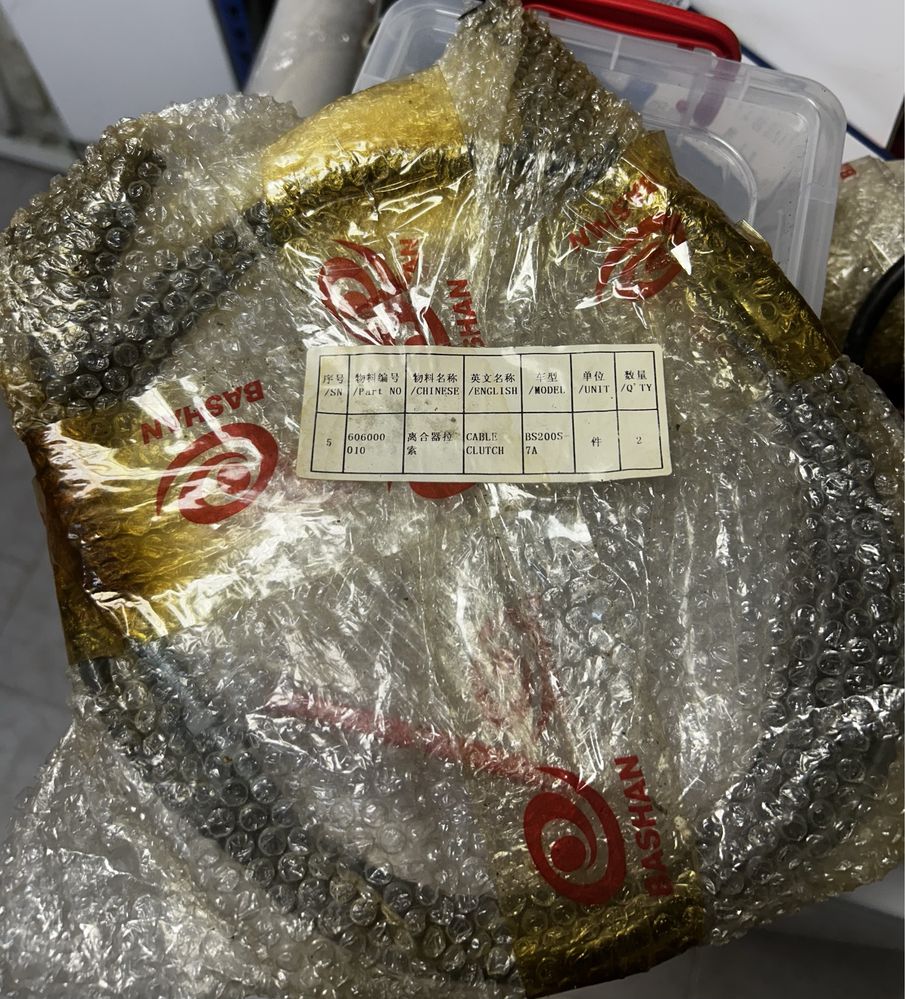 BASHAN
BASHAN
BASHAN
BASHAN
序号 物料编号 物料名称 英文名称 车型 单位 数量
/SN /Part NO /CHINESE /ENGLISH /MODEL /UNIT /Q'TY
5 606000 离合器拉 CABLE BS200S- 件 2
010 索 CLUTCH 7A
BASHAN